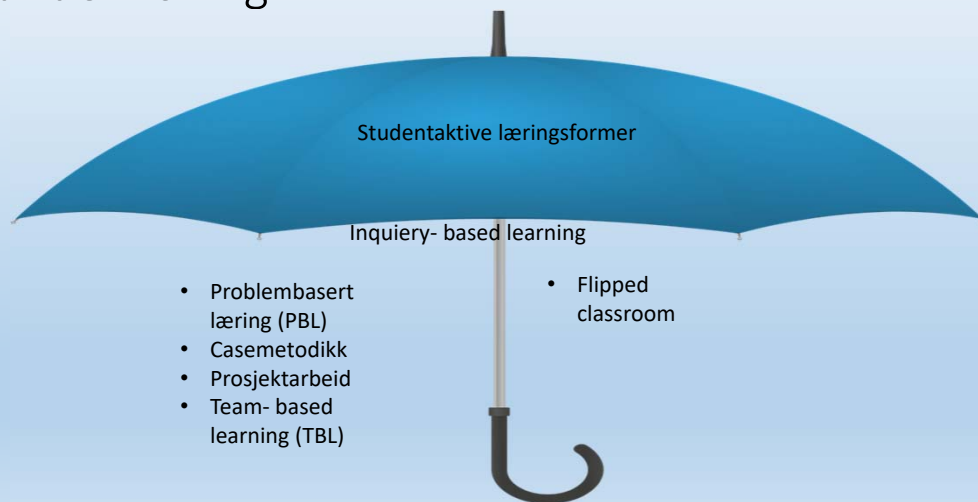 Studentaktive læringsformer
Inquiery- based learning
• Problembasert
læring (PBL)
• Casemetodikk
• Prosjektarbeid
• Team- based
learning (TBL)
• Flipped
classroom